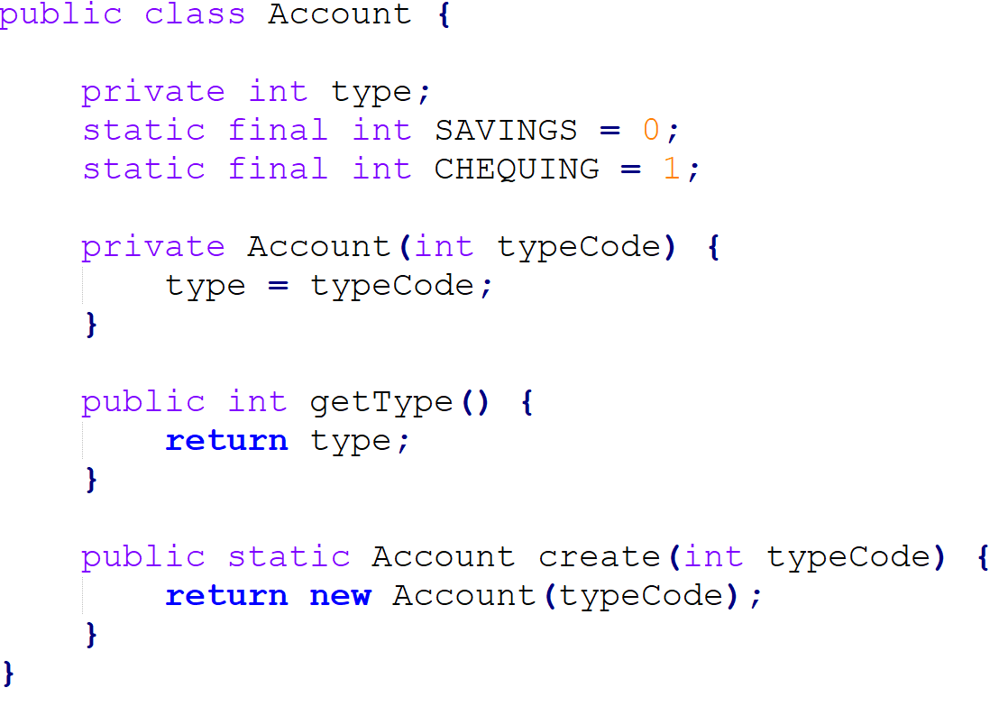 public class Account {
    private int type;
    static final int SAVINGS = 0;
    static final int CHEQUING = 1;
    private Account(int typeCode) {
        type = typeCode;
    }
    public int getType() {
        return type;
    }
    public static Account create(int typeCode) {
        return new Account(typeCode);
    }
}